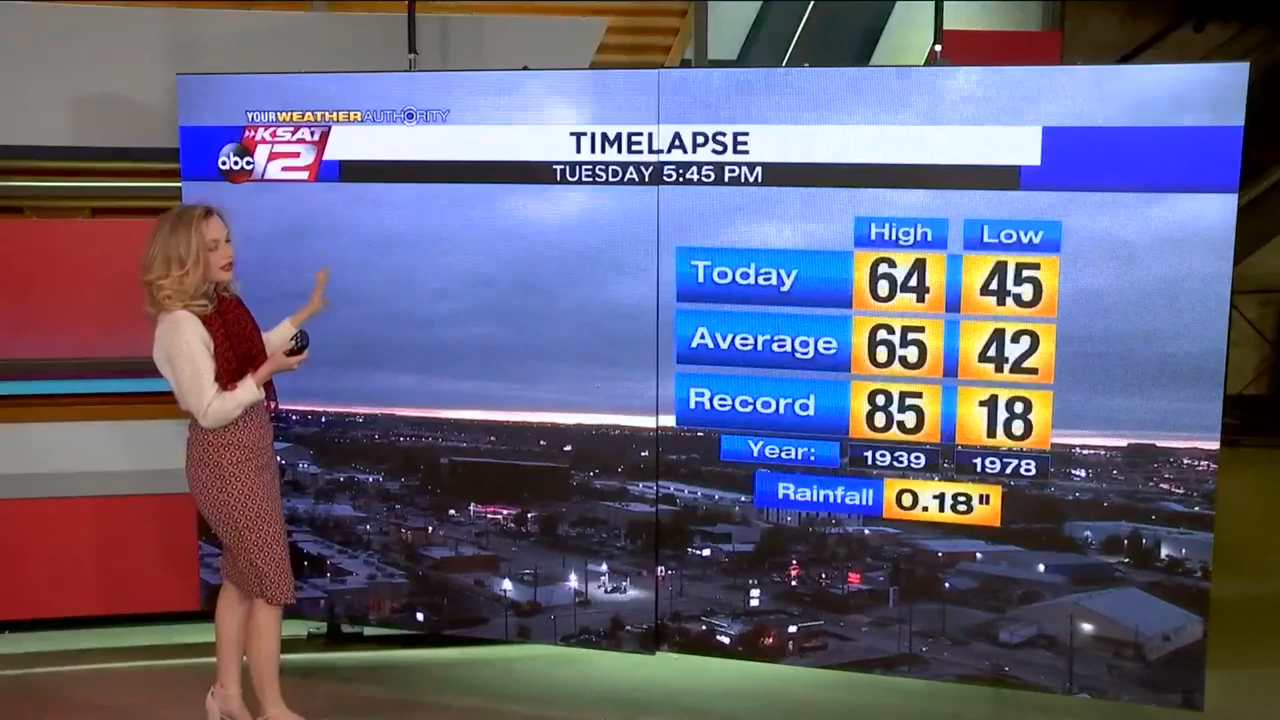 YOUR WEATHER AUTHORITY
KSAT
abc 12
TIMELAPSE
TUESDAY 5:45 PM
High Low
Today 64 45
Average 65 42
Record 85 18
Year: 1939 1978
Rainfall 0.18"